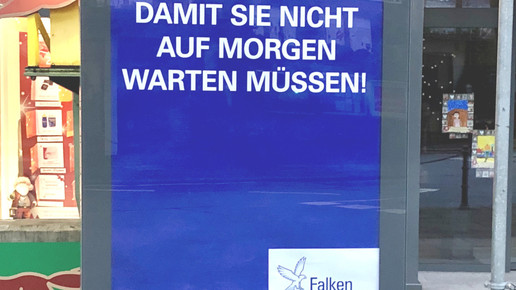 DAMIT SIE NICHT
AUF MORGEN
WARTEN MÜSSEN!
Falken